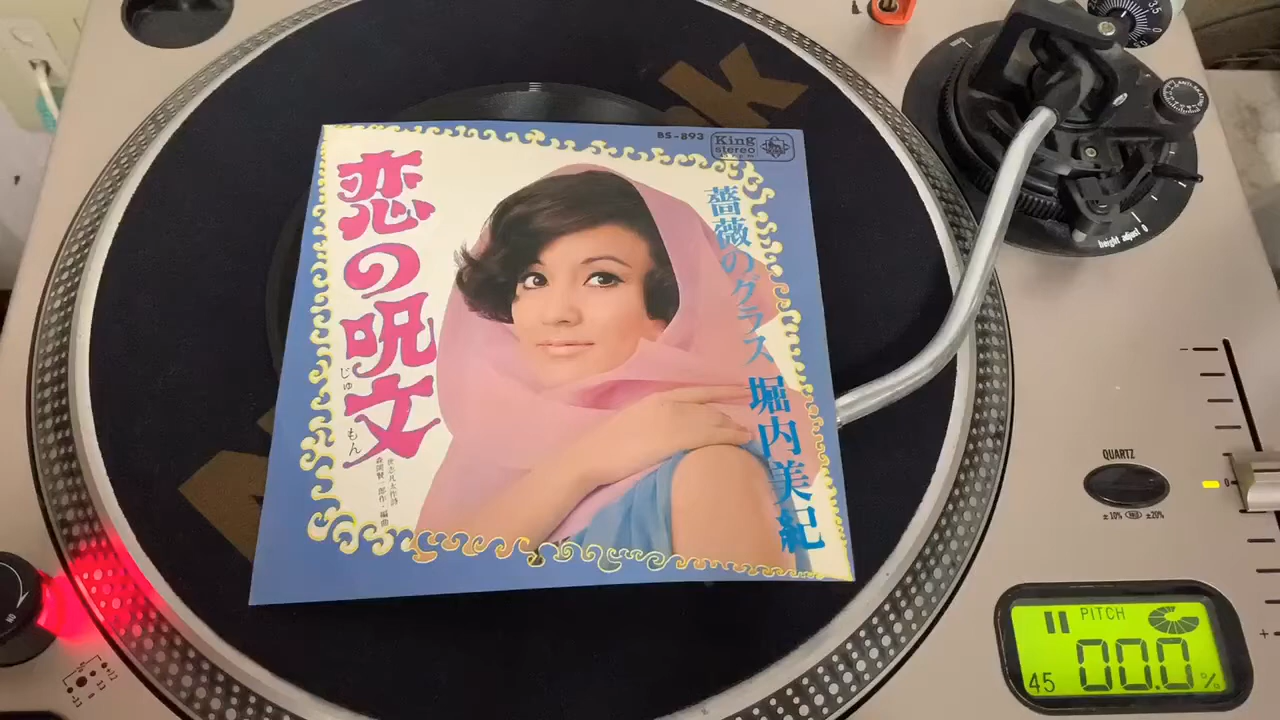 BS-893
King
stereo
恋の呪文
じゅもん
薔薇のグラス
堀内美紀
height adjust
QUARTZ
±10%
±20%
0
PITCH
45
00.0%